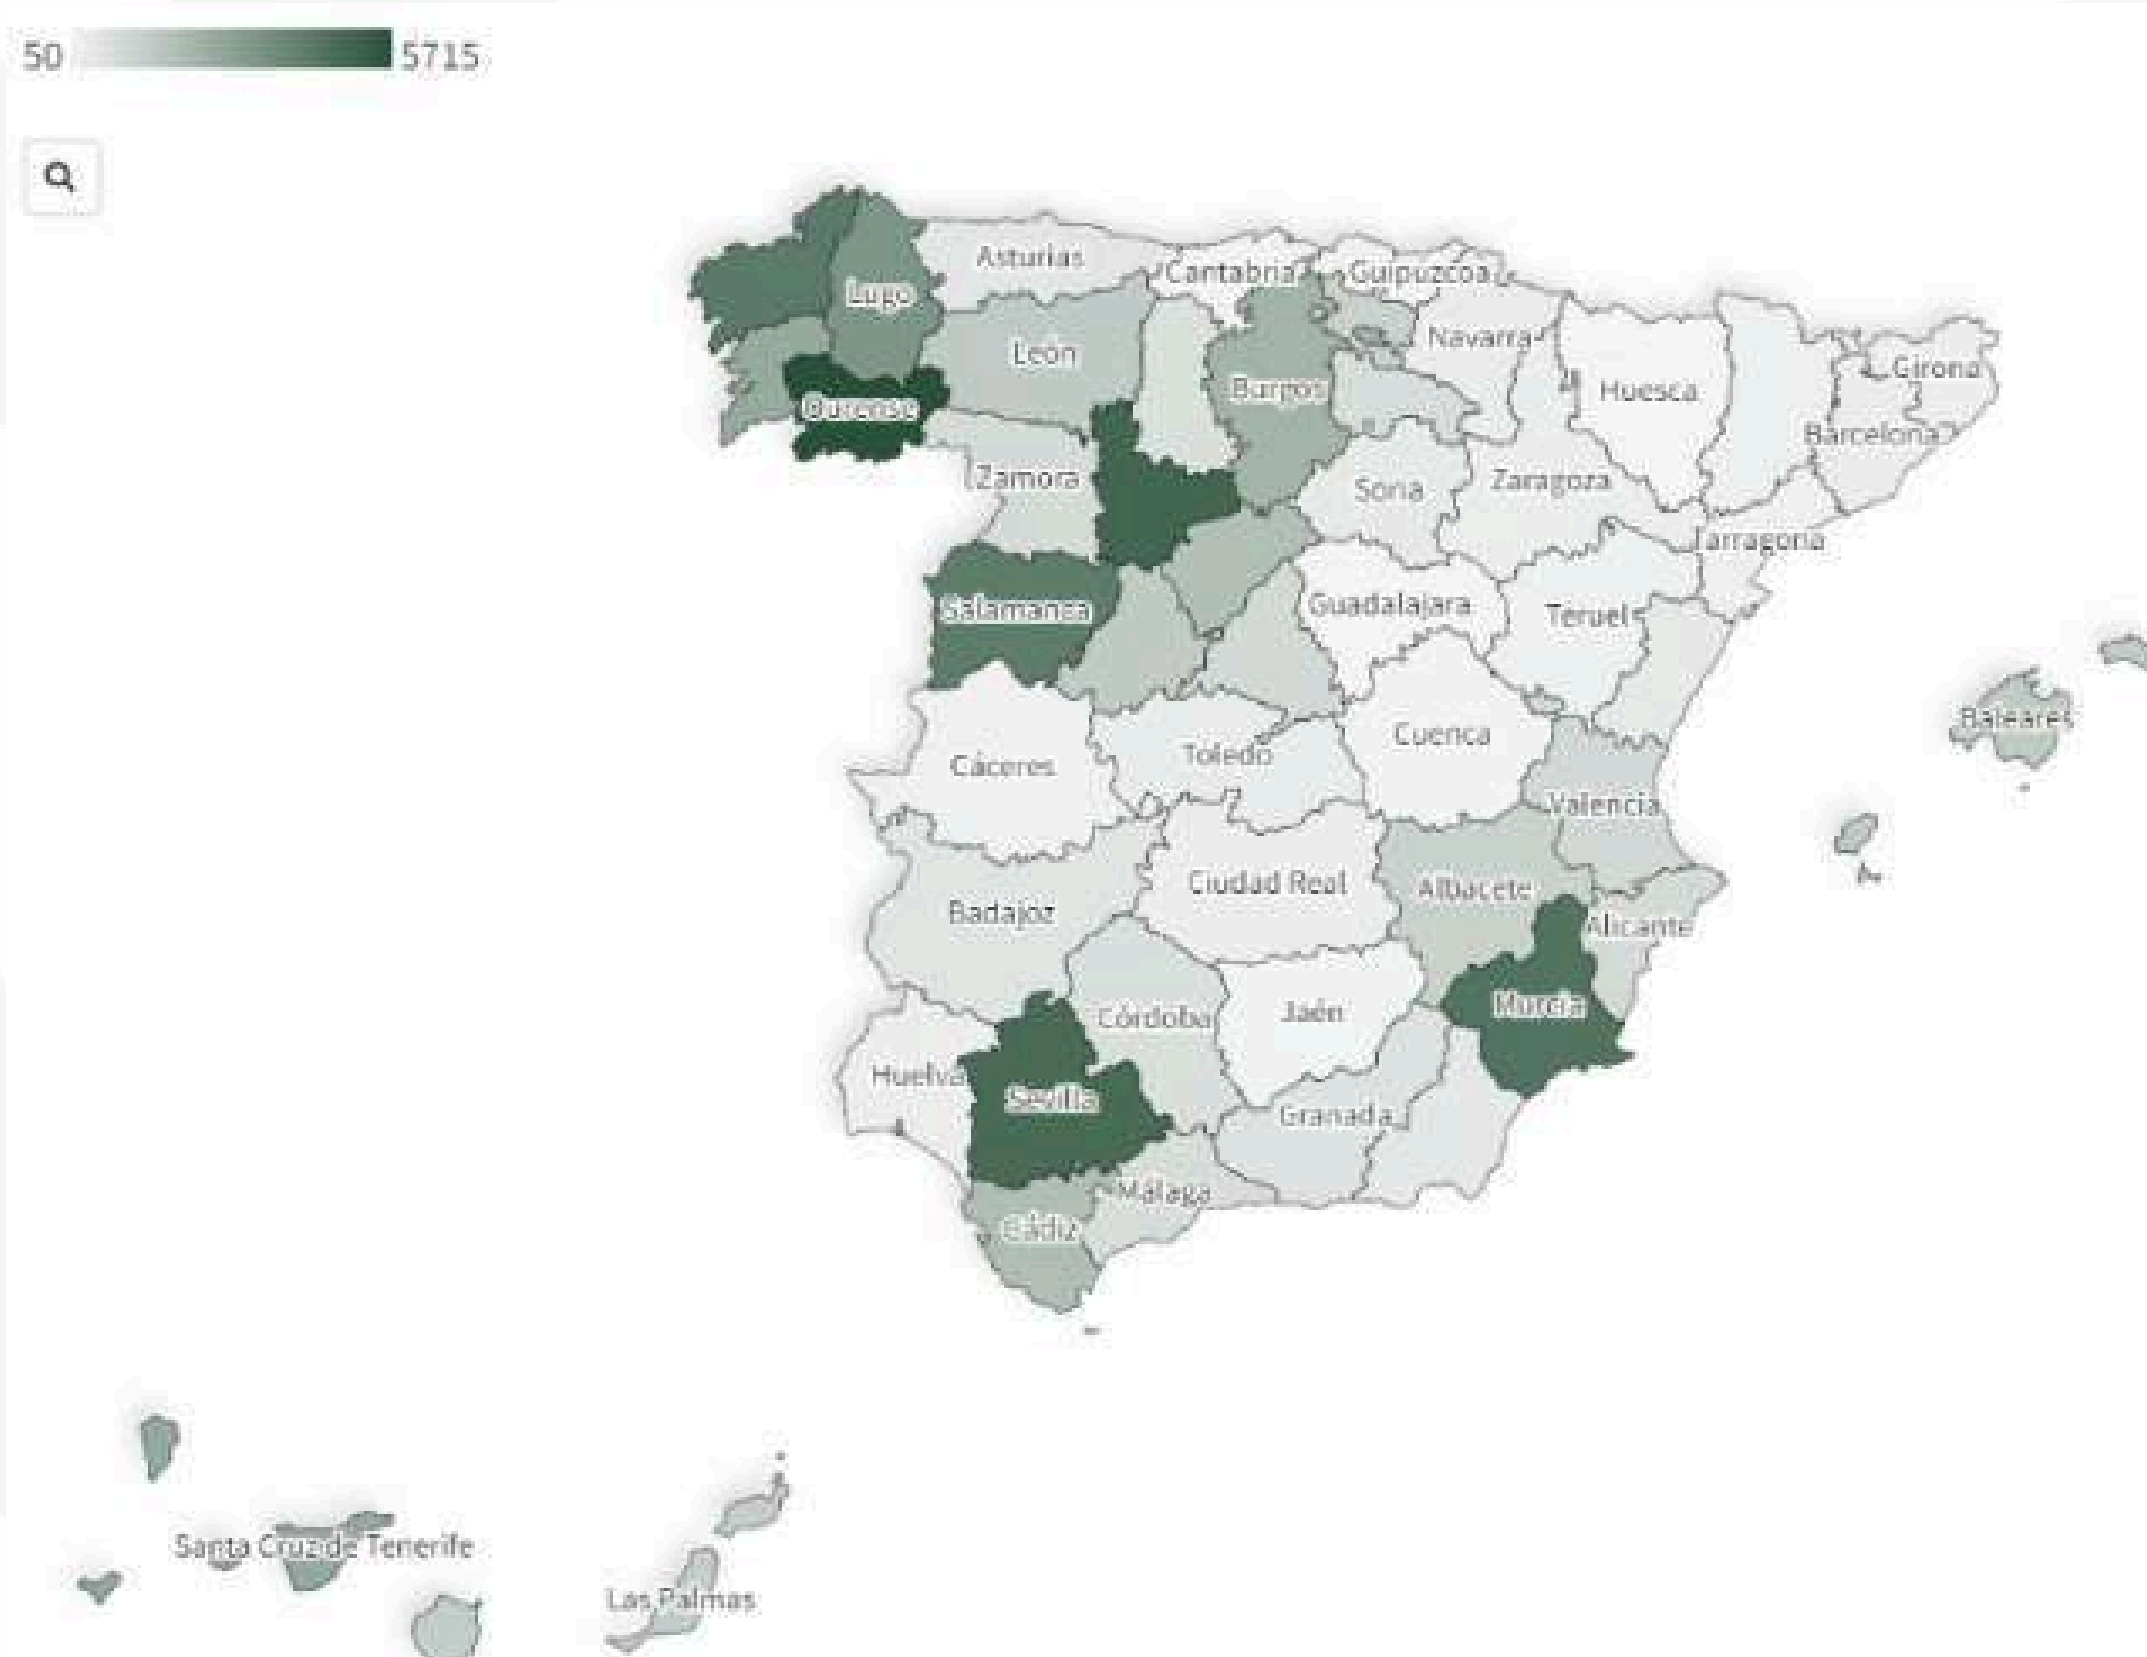 50 5715
Asturias
Cantabria
Guipuzcoa
Lugo
Navarra
León
Girona
Burgos
Huesca
Ourense
Barcelona
Zamora
Soria
Zaragoza
Tarragona
Salamanca
Guadalajara
Teruel
Baleares
Cuenca
Toledo
Cáceres
Valencia
Ciudad Real
Albacete
Badajoz
Alicante
Murcia
Jaén
Córdoba
Huelva
Sevilla
Granada
Málaga
Cádiz
Santa Cruz de Tenerife
Las Palmas